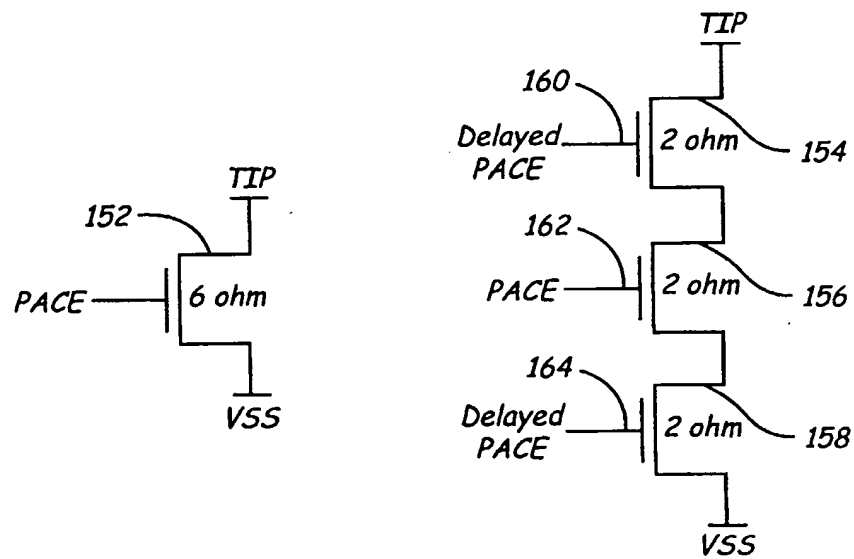 152
TIP
PACE
6 ohm
VSS
TIP
160
Delayed
PACE
2 ohm
154
162
PACE
2 ohm
156
164
Delayed
PACE
2 ohm
158
VSS